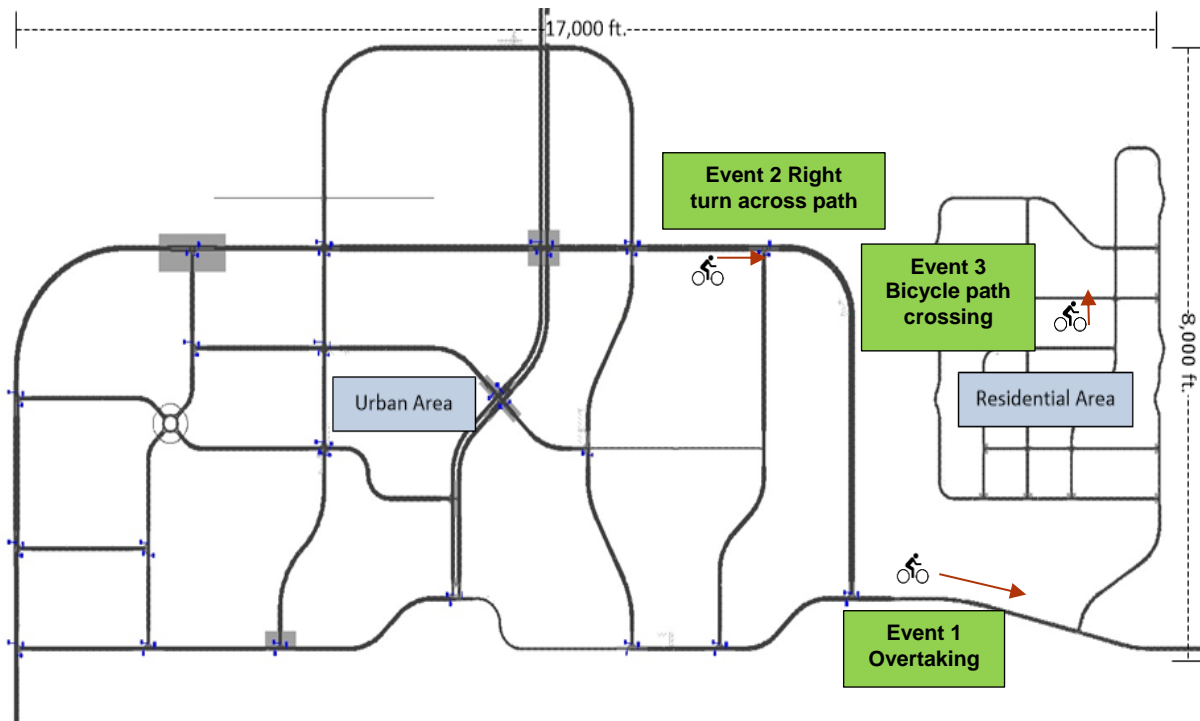 17,000 ft.
Event 2 Right
turn across path
Event 3
Bicycle path
crossing
8,000 ft.
Urban Area
Residential Area
Event 1
Overtaking